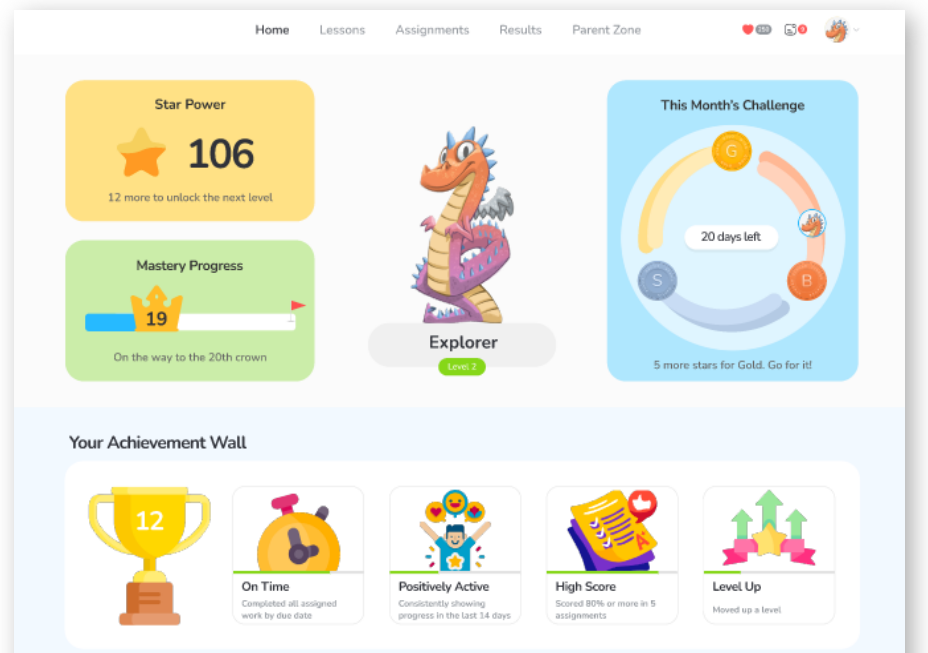 Home Lessons Assignments Results Parent Zone
Star Power
106
12 more to unlock the next level
Mastery Progress
19
On the way to the 20th crown
Explorer
Level 2
This Month's Challenge
G
20 days left
S
B
5 more stars for Gold. Go for it!
Your Achievement Wall
12
On Time
Completed all assigned
work by due date
Positively Active
Consistently showing
progress in the last 14 days
High Score
Scored 80% or more in 5
assignments
Level Up
Moved up a level